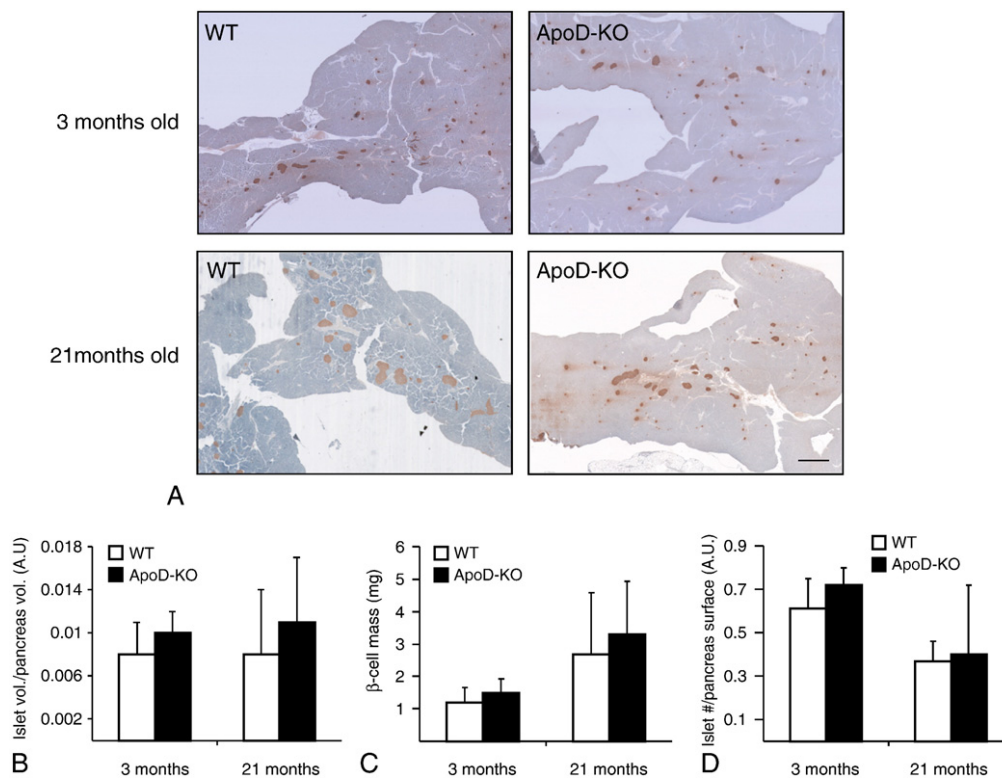 WT
ApoD-KO
3 months old
WT
ApoD-KO
21months old
A
Islet vol./pancreas vol. (A.U)
0.018
0.014
0.01
0.006
0.002
WT
ApoD-KO
3 months
21 months
B
β-cell mass (mg)
6
5
4
3
2
1
WT
ApoD-KO
3 months
21 months
C
Islet #/pancreas surface (A.U.)
0.9
0.7
0.5
0.3
0.1
WT
ApoD-KO
3 months
21 months
D